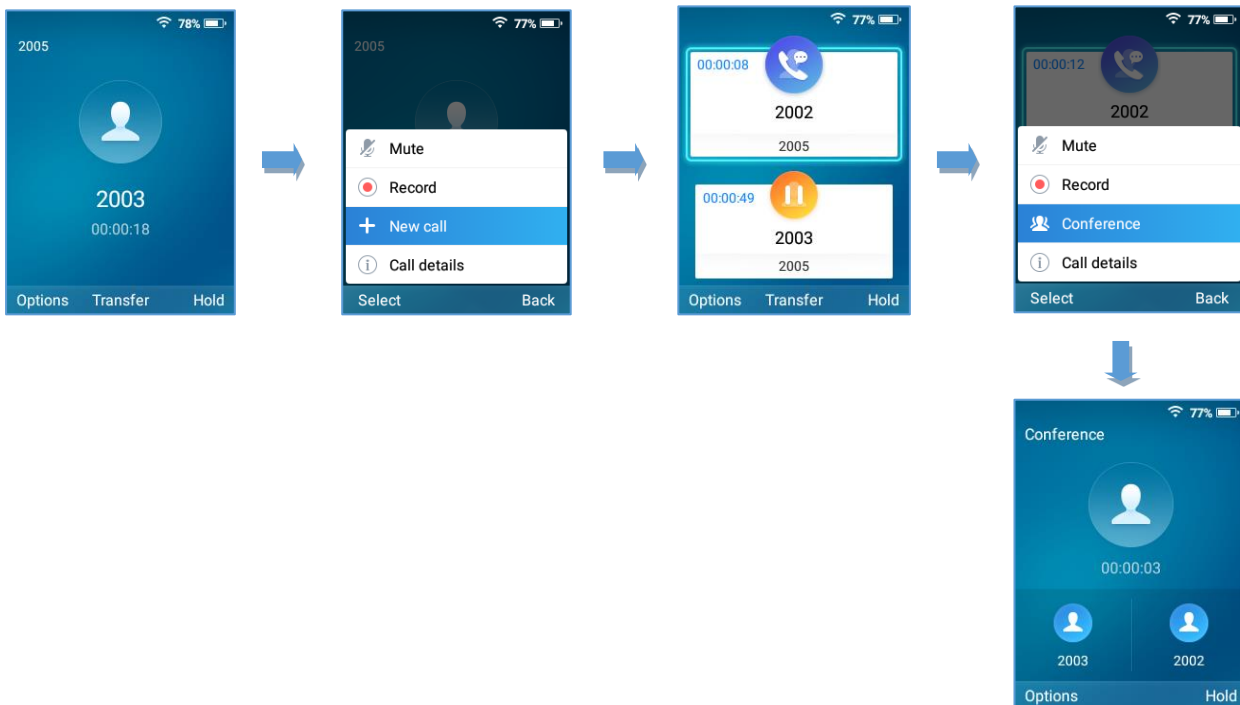 78%
2005
2003
00:00:18
Options Transfer Hold
77%
2005
Mute
Record
New call
Call details
Select Back
77%
00:00:08
2002
2005
00:00:49
2003
2005
Options Transfer Hold
77%
00:00:12
2002
Mute
Record
Conference
Call details
Select Back
77%
Conference
00:00:03
2003 2002
Options Hold